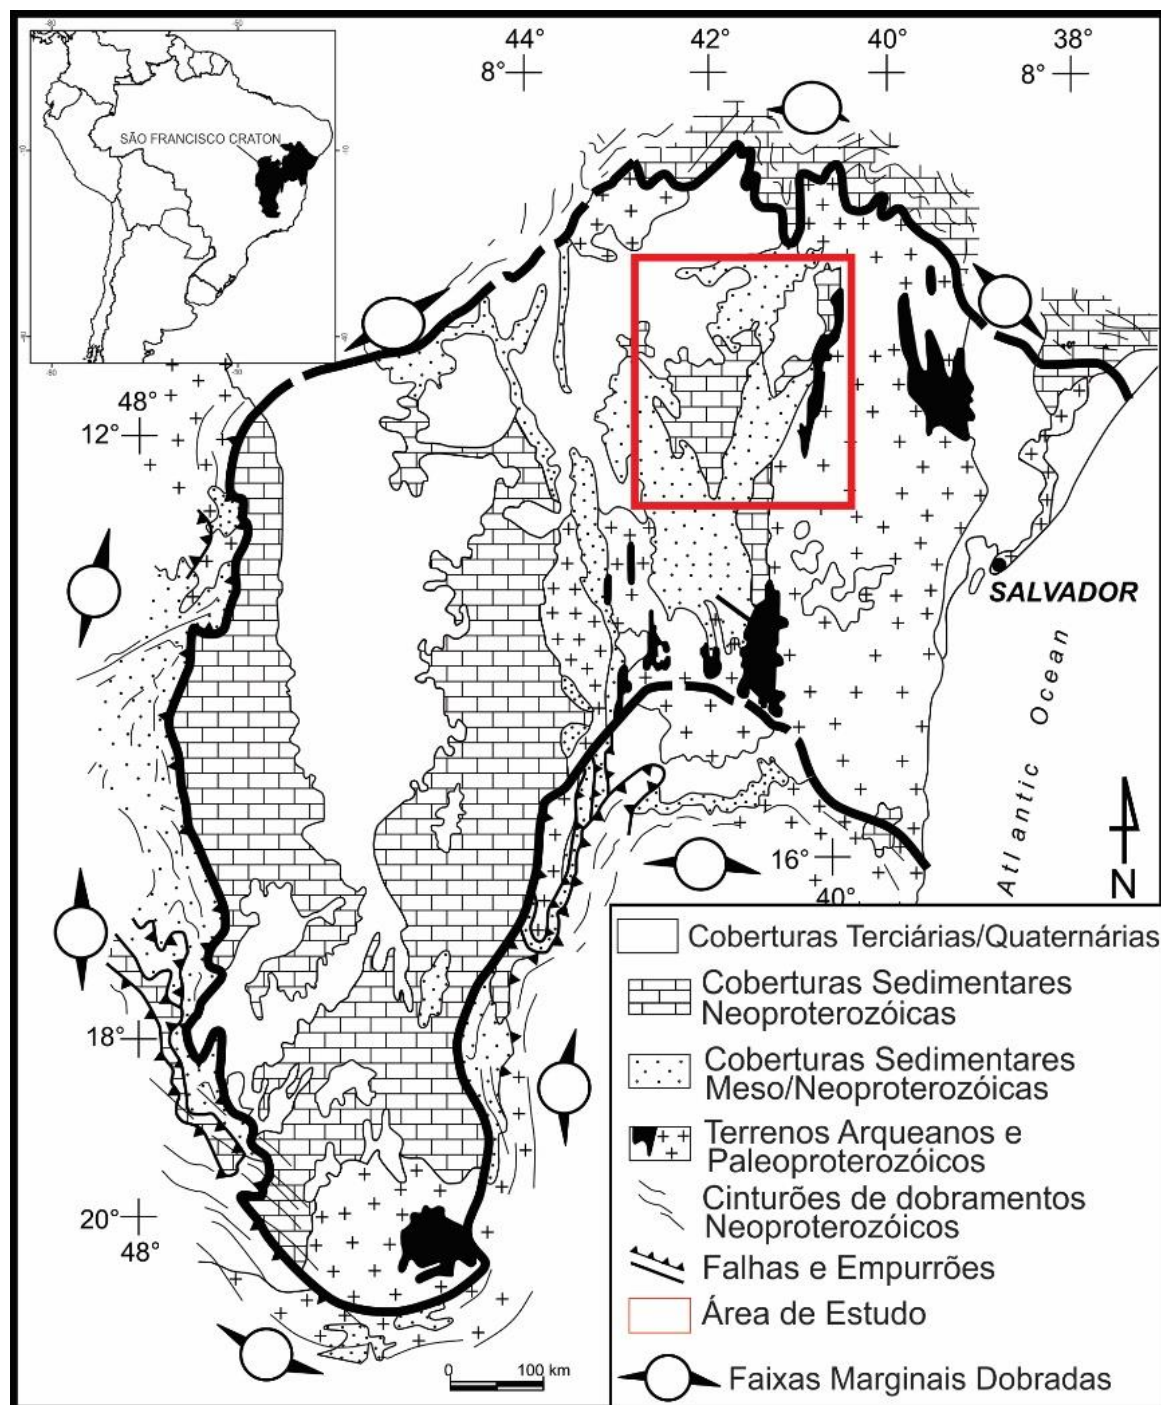 44°
42°
40°
38°
8°
8°
SÃO FRANCISCO CRATON
48°
12°
SALVADOR
Atlantic Ocean
16°
40°
N
18°
20°
48°
0
100 km
Coberturas Terciárias/Quaternárias
Coberturas Sedimentares
Neoproterozóicas
Coberturas Sedimentares
Meso/Neoproterozóicas
Terrenos Arqueanos e
Paleoproterozóicos
Cinturões de dobramentos
Neoproterozóicos
Falhas e Empurrões
Área de Estudo
Faixas Marginais Dobradas